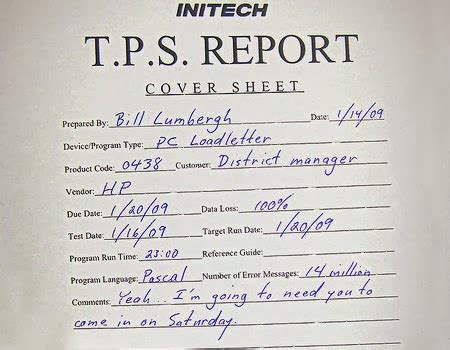 INITECH
T.P.S. REPORT
COVER SHEET
Prepared By: Bill Lumbergh Date: 1/14/09
Device/Program Type: PC Loadletter
Product Code: 0438 Customer: District manager
Vendor: HP
Due Date: 1/20/09 Data Loss: 100%
Test Date: 1/16/09 Target Run Date: 1/20/09
Program Run Time: 23:00 Reference Guide:
Program Language: Pascal Number of Error Messages: 14 million
Comments: Yeah... I'm going to need you to
come in on Saturday.